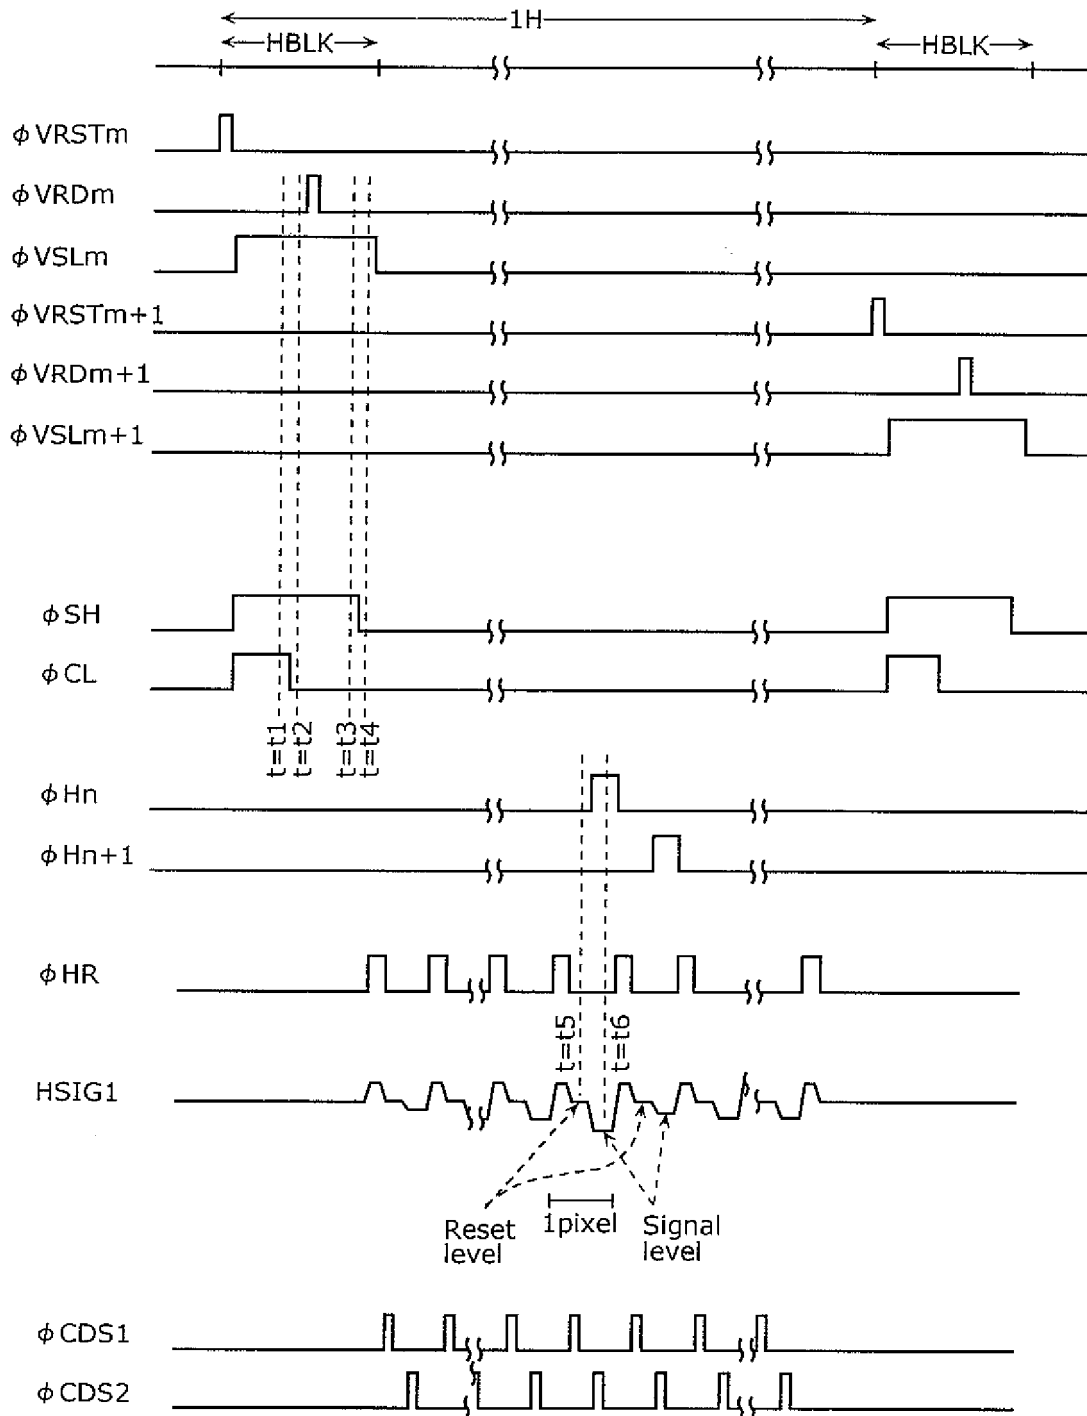 1H
HBLK
HBLK
φVRSTm
φVRDm
φVSLm
φVRSTm+1
φVRDm+1
φVSLm+1
φSH
φCL
t=t1
t=t2
t=t3
t=t4
φHn
φHn+1
φHR
t=t5
t=t6
HSIG1
Reset
level
1pixel
Signal
level
φCDS1
φCDS2